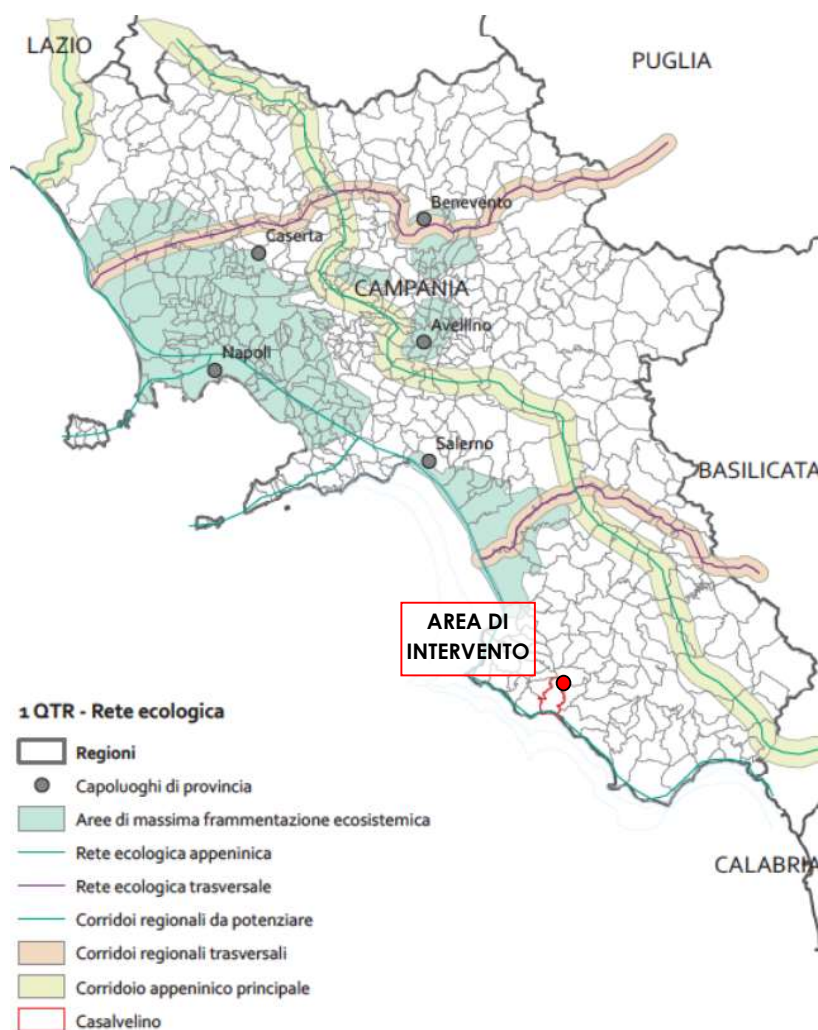 LAZIO
PUGLIA
Benevento
Caserta
CAMPANIA
Avellino
Napoli
Salerno
BASILICATA
AREA DI
INTERVENTO
1 QTR - Rete ecologica
Regioni
Capoluoghi di provincia
Aree di massima frammentazione ecosistemica
Rete ecologica appeninica
Rete ecologica trasversale
Corridoi regionali da potenziare
CALABRIA
Corridoi regionali trasversali
Corridoio appeninico principale
Casalvelino